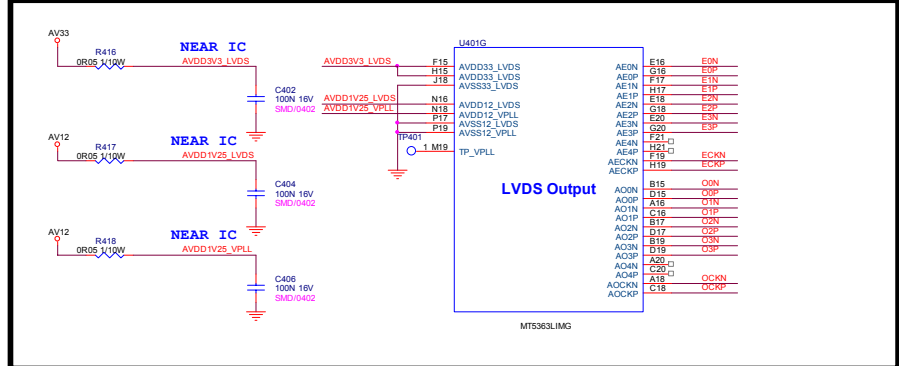 AV33
R416
0R05 1/10W
NEAR IC
AVDD3V3_LVDS
C402
100N 16V
SMD/0402
AV12
R417
0R05 1/10W
NEAR IC
AVDD1V25_LVDS
C404
100N 16V
SMD/0402
AV12
R418
0R05 1/10W
NEAR IC
AVDD1V25_VPLL
C406
100N 16V
SMD/0402
U401G
AVDD3V3_LVDS F15 AVDD33_LVDS
H15 AVDD33_LVDS
J18 AVSS33_LVDS
AVDD1V25_LVDS N16 AVDD12_LVDS
AVDD1V25_VPLL N18 AVDD12_VPLL
P17 AVSS12_LVDS
P19 AVSS12_VPLL
TP401
1 M19 TP_VPLL
LVDS Output
AE0N E16 E0N
AE0P G16 E0P
AE1N F17 E1N
AE1P H17 E1P
AE2N E18 E2N
AE2P G18 E2P
AE3N E20 E3N
AE3P G20 E3P
AE4N F21
AE4P H21
AECKN F19 ECKN
AECKP H19 ECKP
AO0N B15 O0N
AO0P D15 O0P
AO1N A16 O1N
AO1P C16 O1P
AO2N B17 O2N
AO2P D17 O2P
AO3N B19 O3N
AO3P D19 O3P
AO4N A20
AO4P C20
AOCKN A18 OCKN
AOCKP C18 OCKP
MT5363LIMG